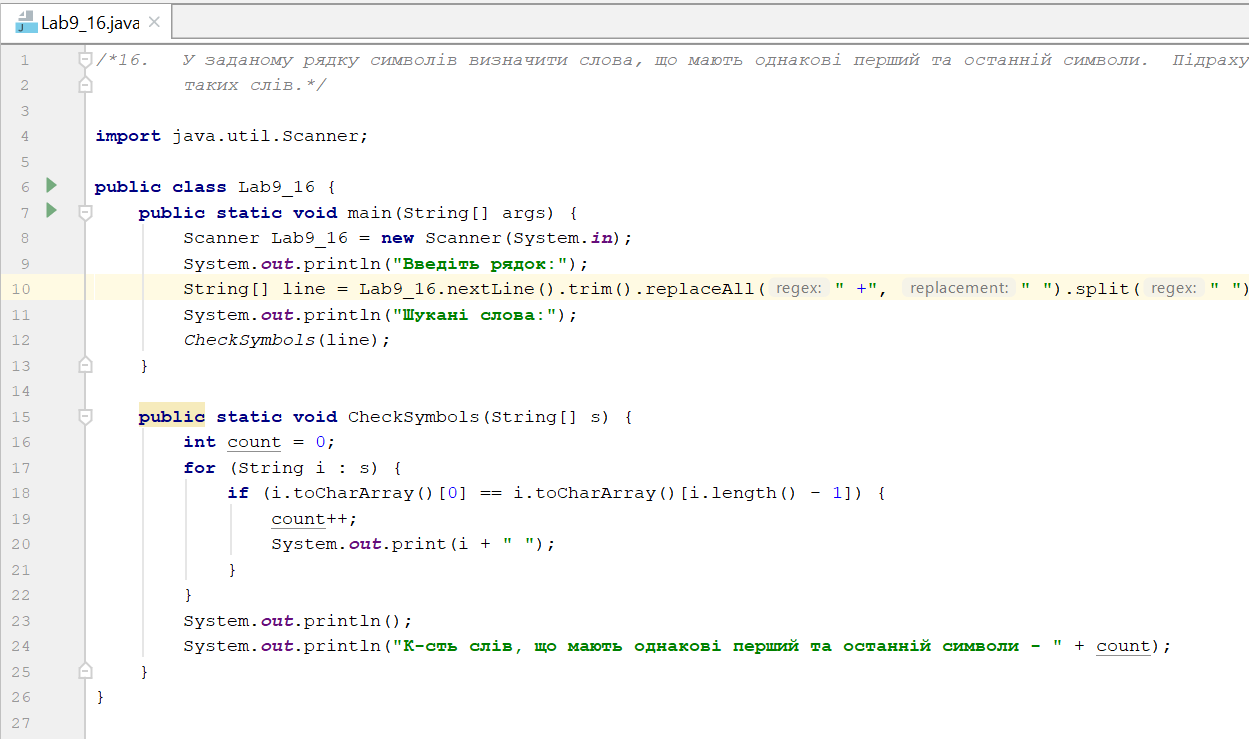 Lab9_16.java
1 /*16. У заданому рядку символів визначити слова, що мають однакові перший та останній символи. Підраху
2 таких слів.*/
3
4 import java.util.Scanner;
5
6 public class Lab9_16 {
7 public static void main(String[] args) {
8 Scanner Lab9_16 = new Scanner(System.in);
9 System.out.println("Введіть рядок:");
10 String[] line = Lab9_16.nextLine().trim().replaceAll( regex: " +", replacement: " ").split( regex: " ")
11 System.out.println("Шукані слова:");
12 CheckSymbols(line);
13 }
14
15 public static void CheckSymbols(String[] s) {
16 int count = 0;
17 for (String i : s) {
18 if (i.toCharArray()[0] == i.toCharArray()[i.length() - 1]) {
19 count++;
20 System.out.print(i + " ");
21 }
22 }
23 System.out.println();
24 System.out.println("К-сть слів, що мають однакові перший та останній символи - " + count);
25 }
26 }
27